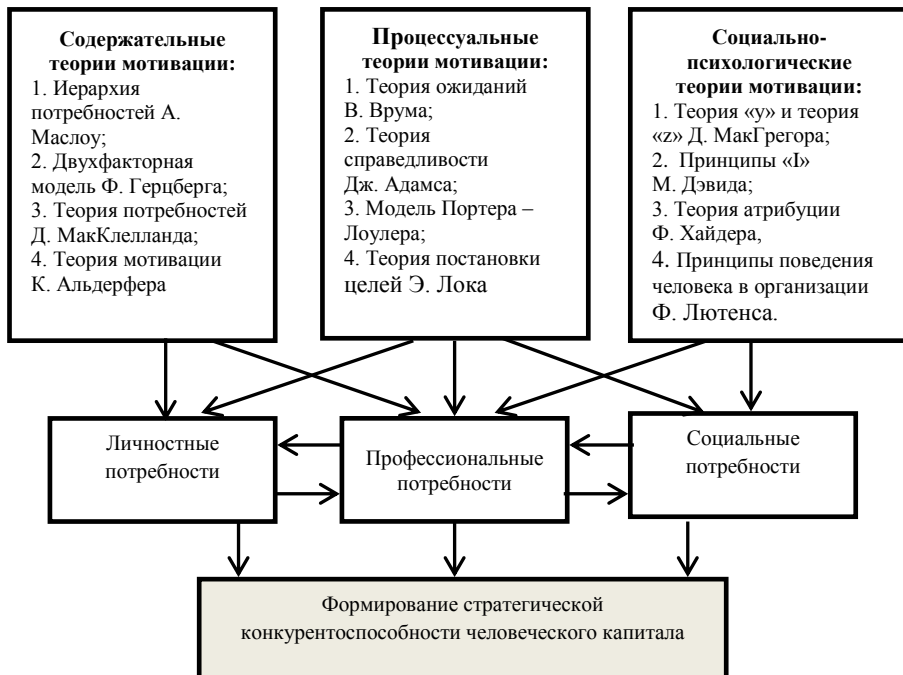 Содержательные
теории мотивации:
1. Иерархия
потребностей А.
Маслоу;
2. Двухфакторная
модель Ф. Герцберга;
3. Теория потребностей
Д. МакКлелланда;
4. Теория мотивации
К. Альдерфера
Процессуальные
теории мотивации:
1. Теория ожиданий
В. Врума;
2. Теория
справедливости
Дж. Адамса;
3. Модель Портера –
Лоулера;
4. Теория постановки
целей Э. Лока
Социально-
психологические
теории мотивации:
1. Теория «y» и теория
«z» Д. МакГрегора;
2. Принципы «I»
М. Дэвида;
3. Теория атрибуции
Ф. Хайдера,
4. Принципы поведения
человека в организации
Ф. Лютенса.
Личностные
потребности
Профессиональные
потребности
Социальные
потребности
Формирование стратегической
конкурентоспособности человеческого капитала